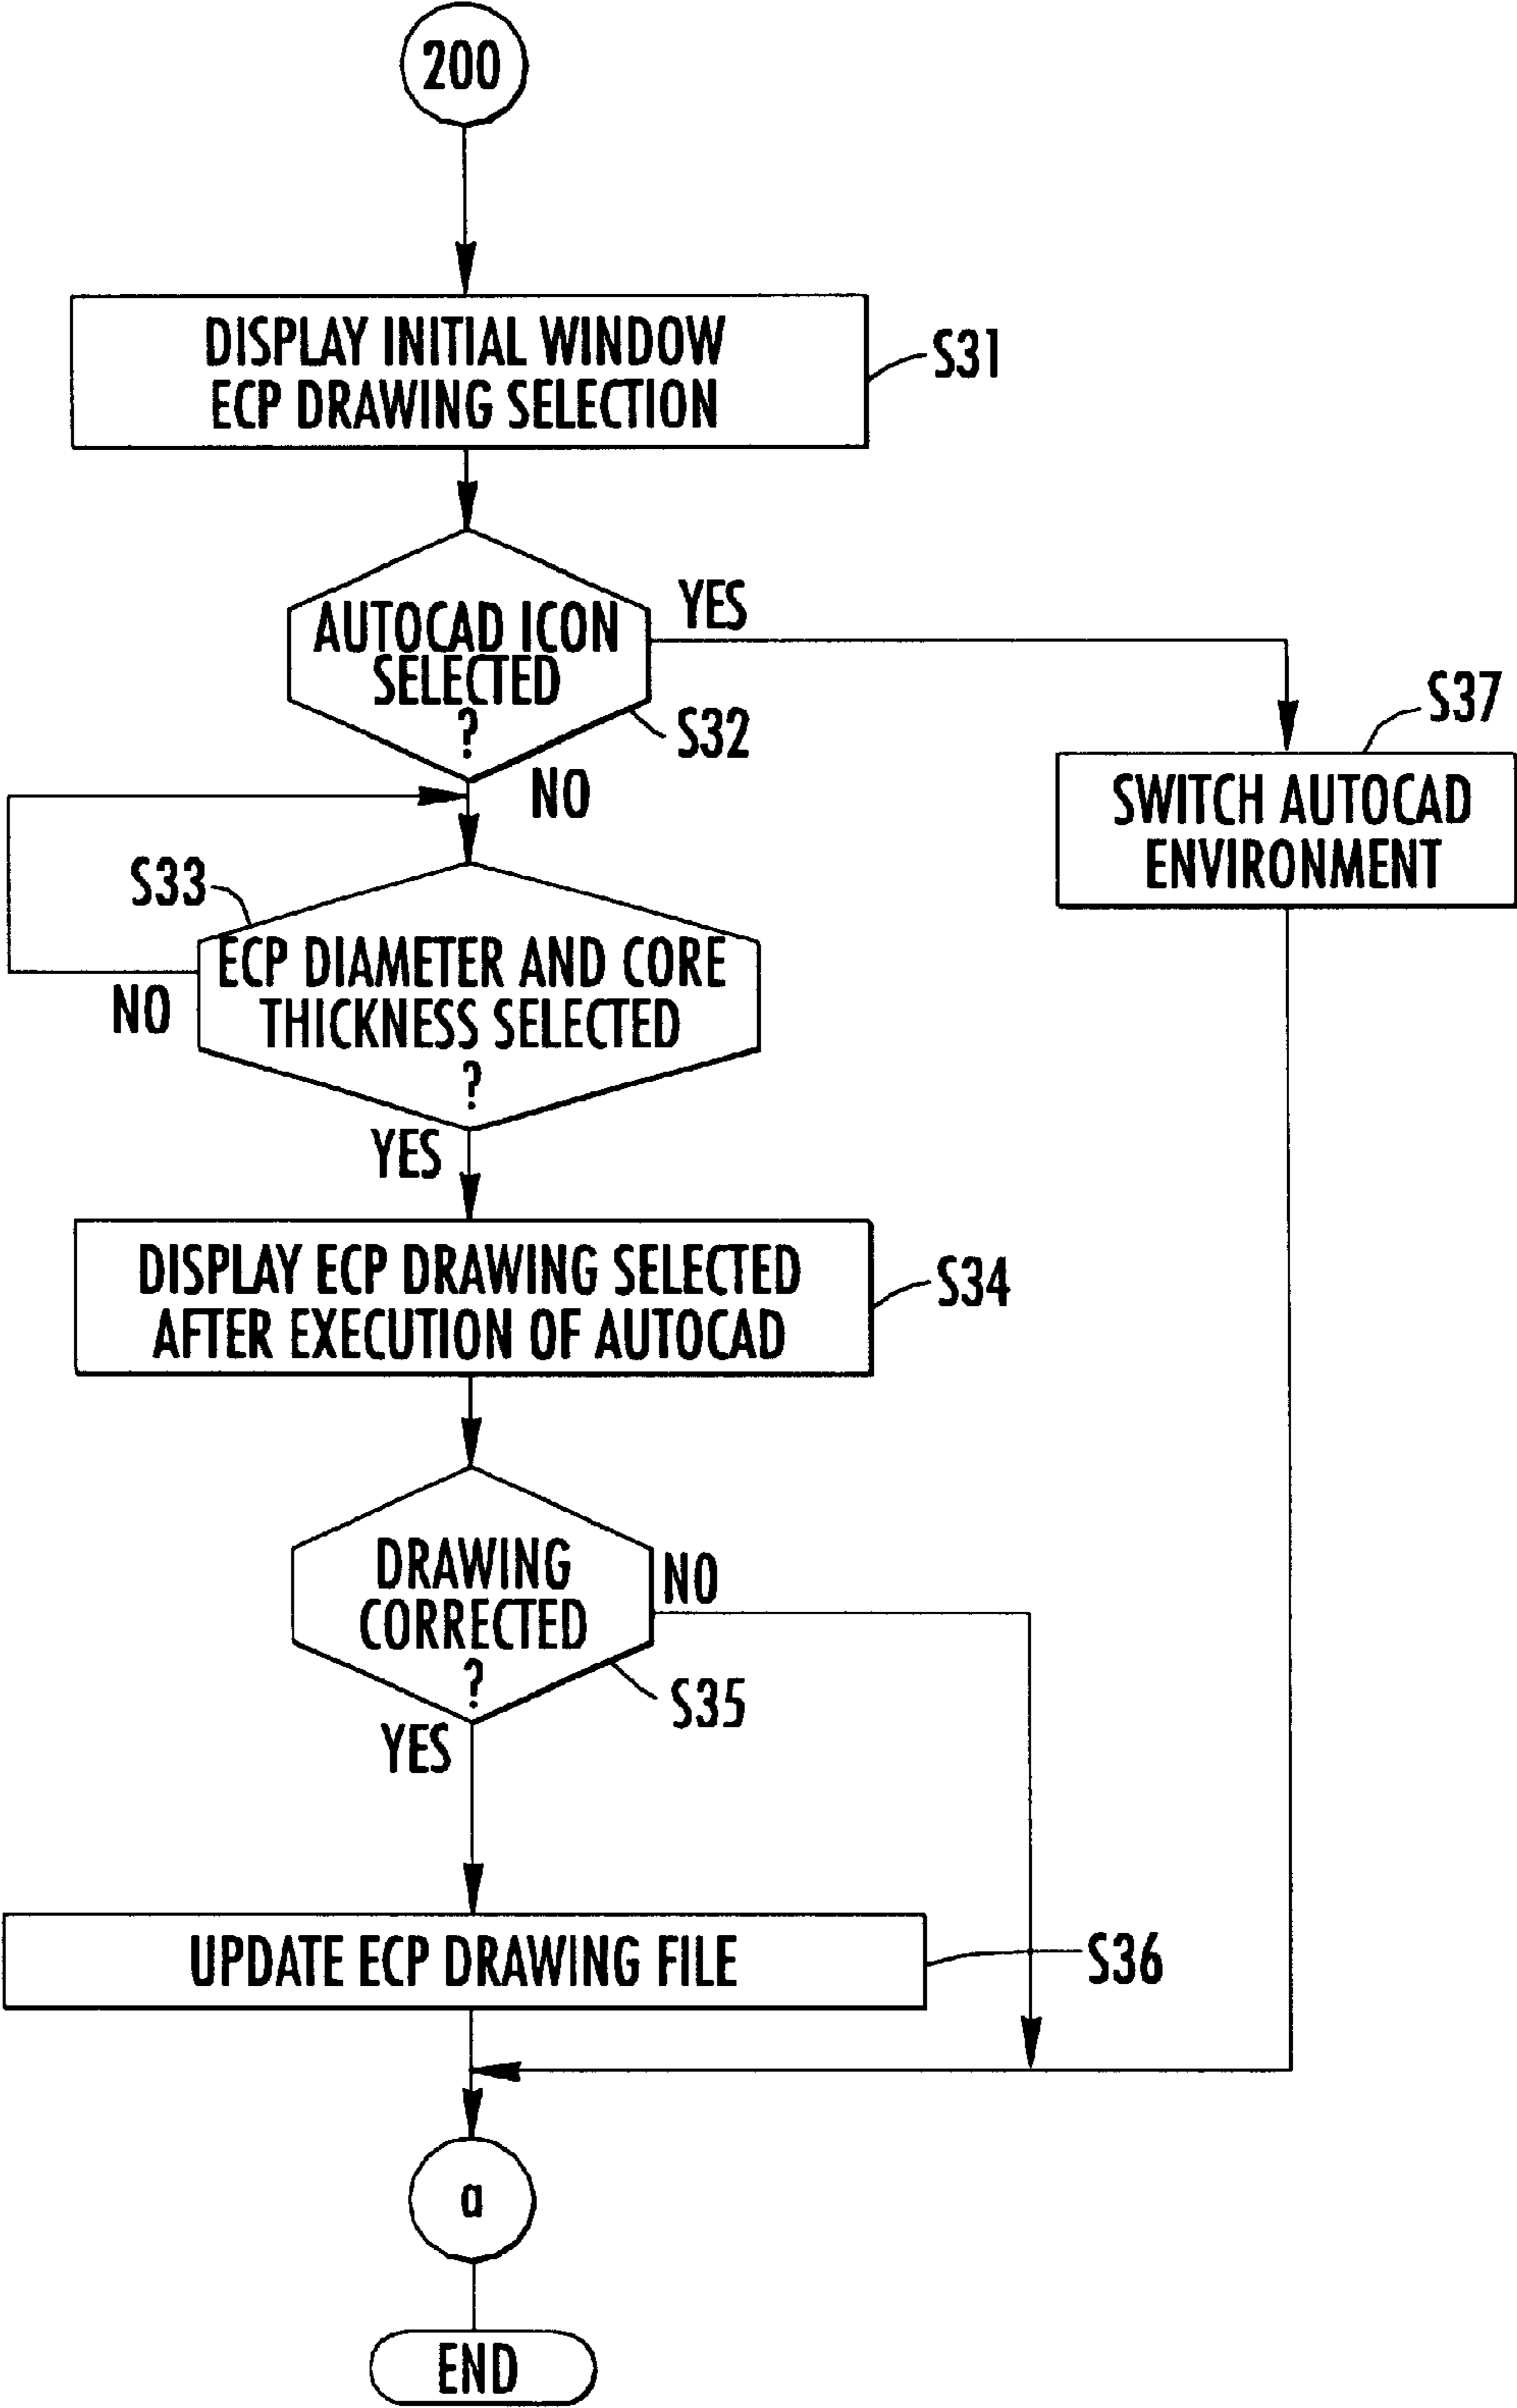 200
DISPLAY INITIAL WINDOW
ECP DRAWING SELECTION
S31
AUTOCAD ICON
SELECTED
?
YES
S32
NO
S37
SWITCH AUTOCAD
ENVIRONMENT
S33
ECP DIAMETER AND CORE
THICKNESS SELECTED
?
NO
YES
DISPLAY ECP DRAWING SELECTED
AFTER EXECUTION OF AUTOCAD
S34
DRAWING
CORRECTED
?
NO
S35
YES
UPDATE ECP DRAWING FILE
S36
a
END